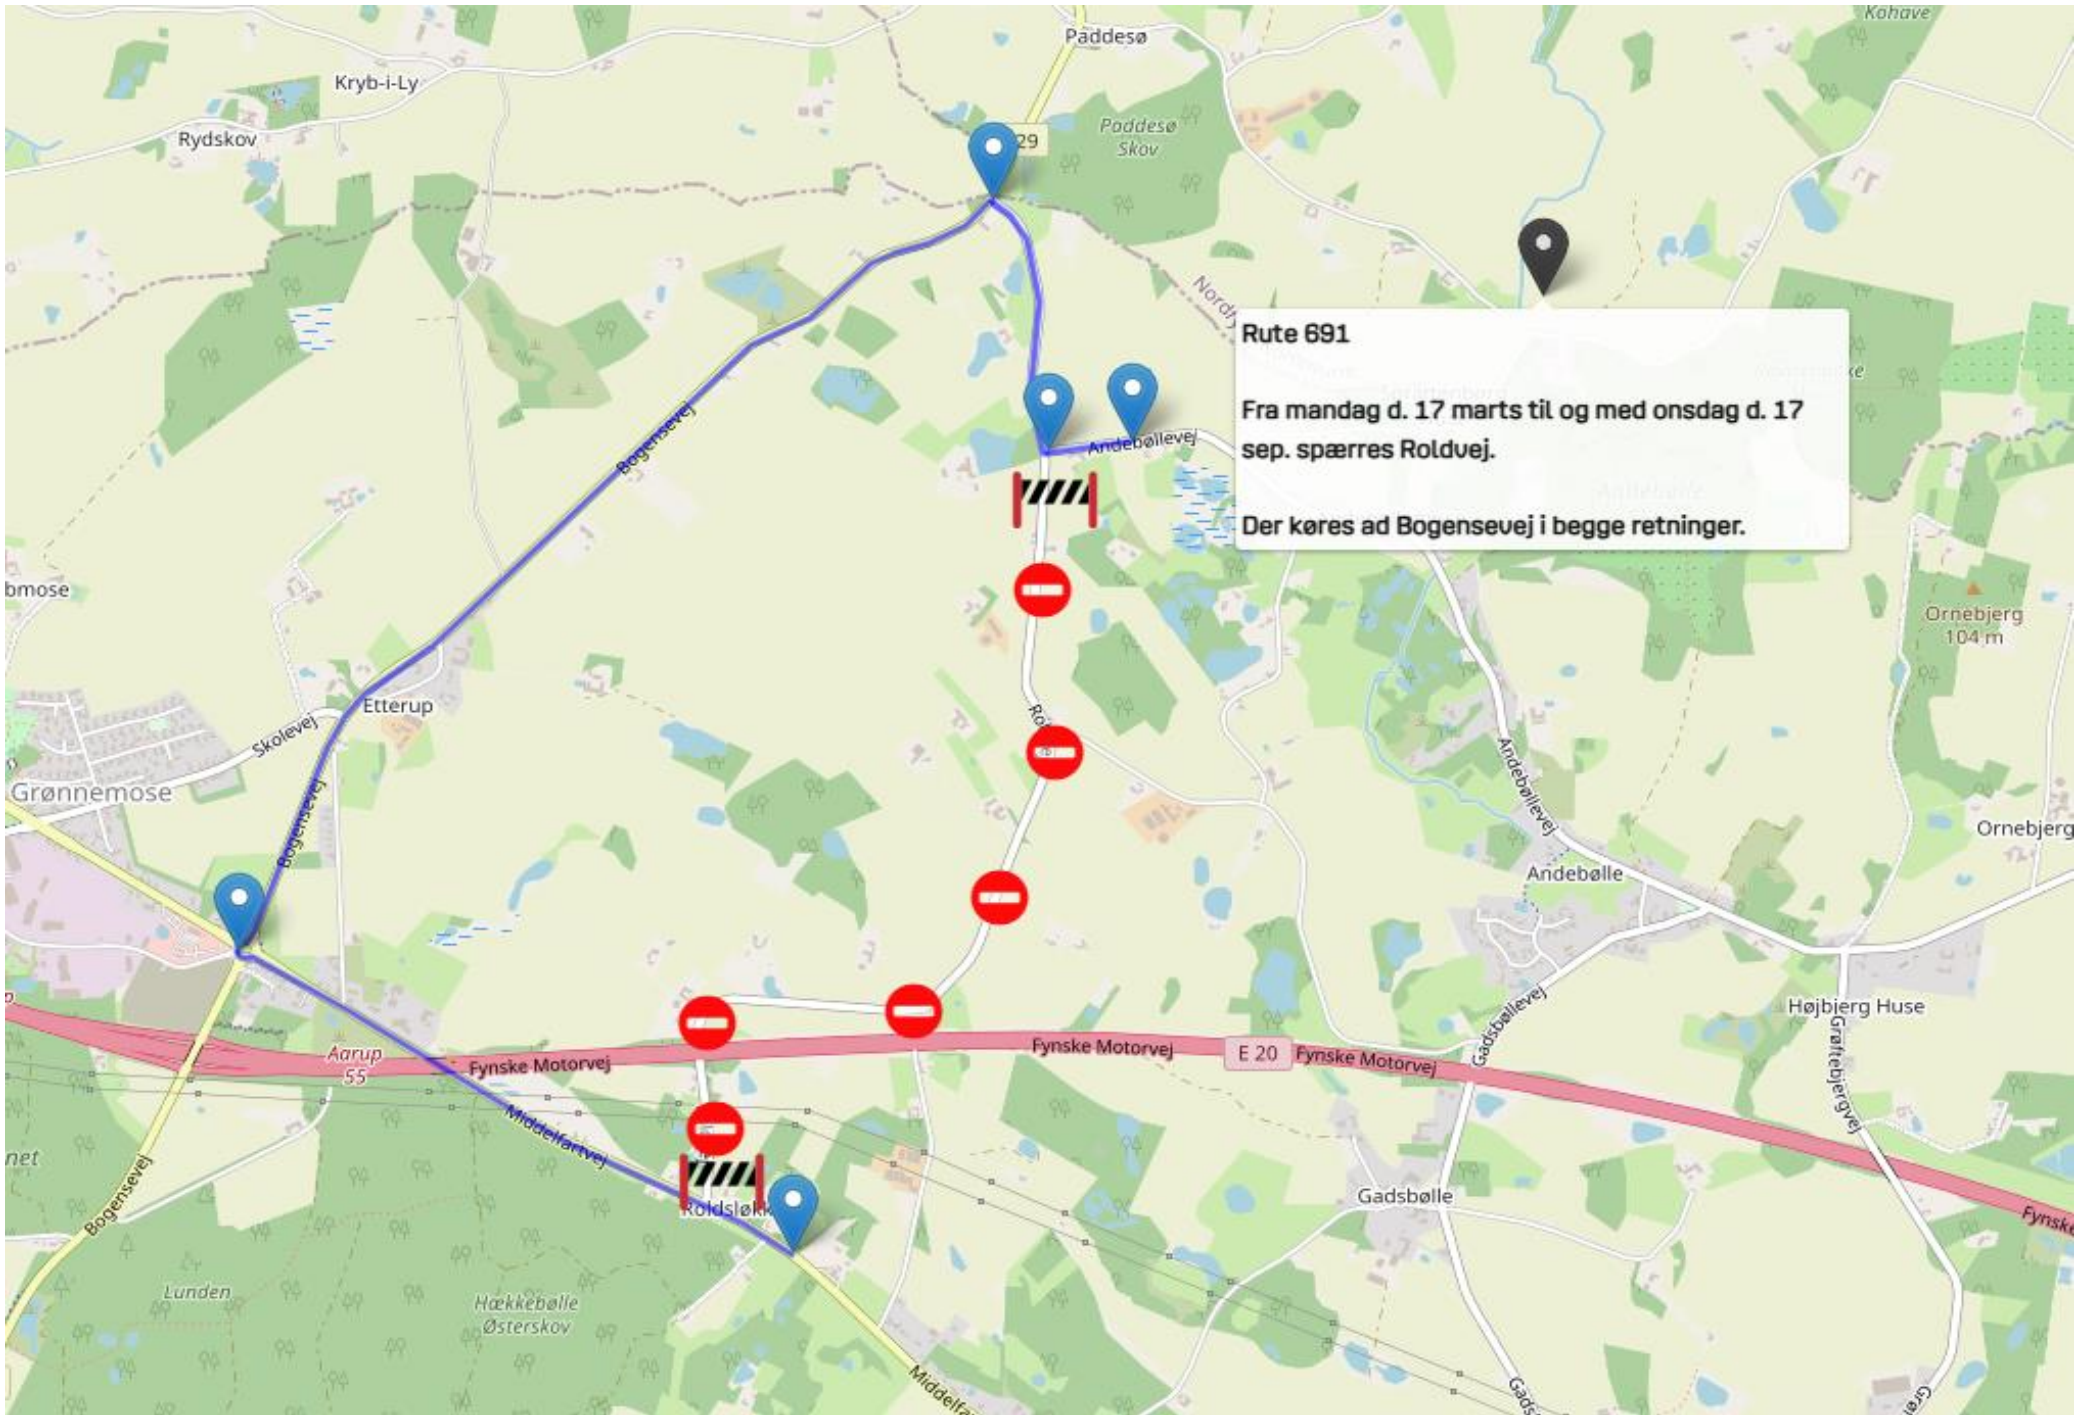 Kohave
Paddesø
Kryb-i-Ly
Paddesø
Skov
29
Rydskov
Rute 691
Fra mandag d. 17 marts til og med onsdag d. 17
sep. spærres Roldvej.
Der køres ad Bogensevej i begge retninger.
Bogensevej
Andebøllevej
Ornebjerg
104 m
Etterup
Skolevej
Grønnemose
Bogensevej
Andebøllevej
Ornebjerg
Andebølle
Højbjerg Huse
Gadsbøllevej
Grøftebjergvej
Aarup
55
Fynske Motorvej
Fynske Motorvej
E 20
Fynske Motorvej
Middelfartvej
Bogensevej
Gadsbølle
Lunden
Hækkebølle
Østerskov